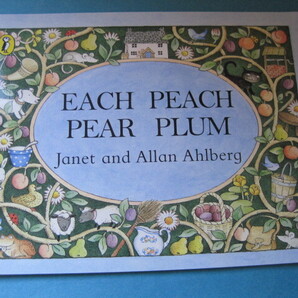 EACH PEACH
PEAR PLUM
Janet and Allan Ahlberg